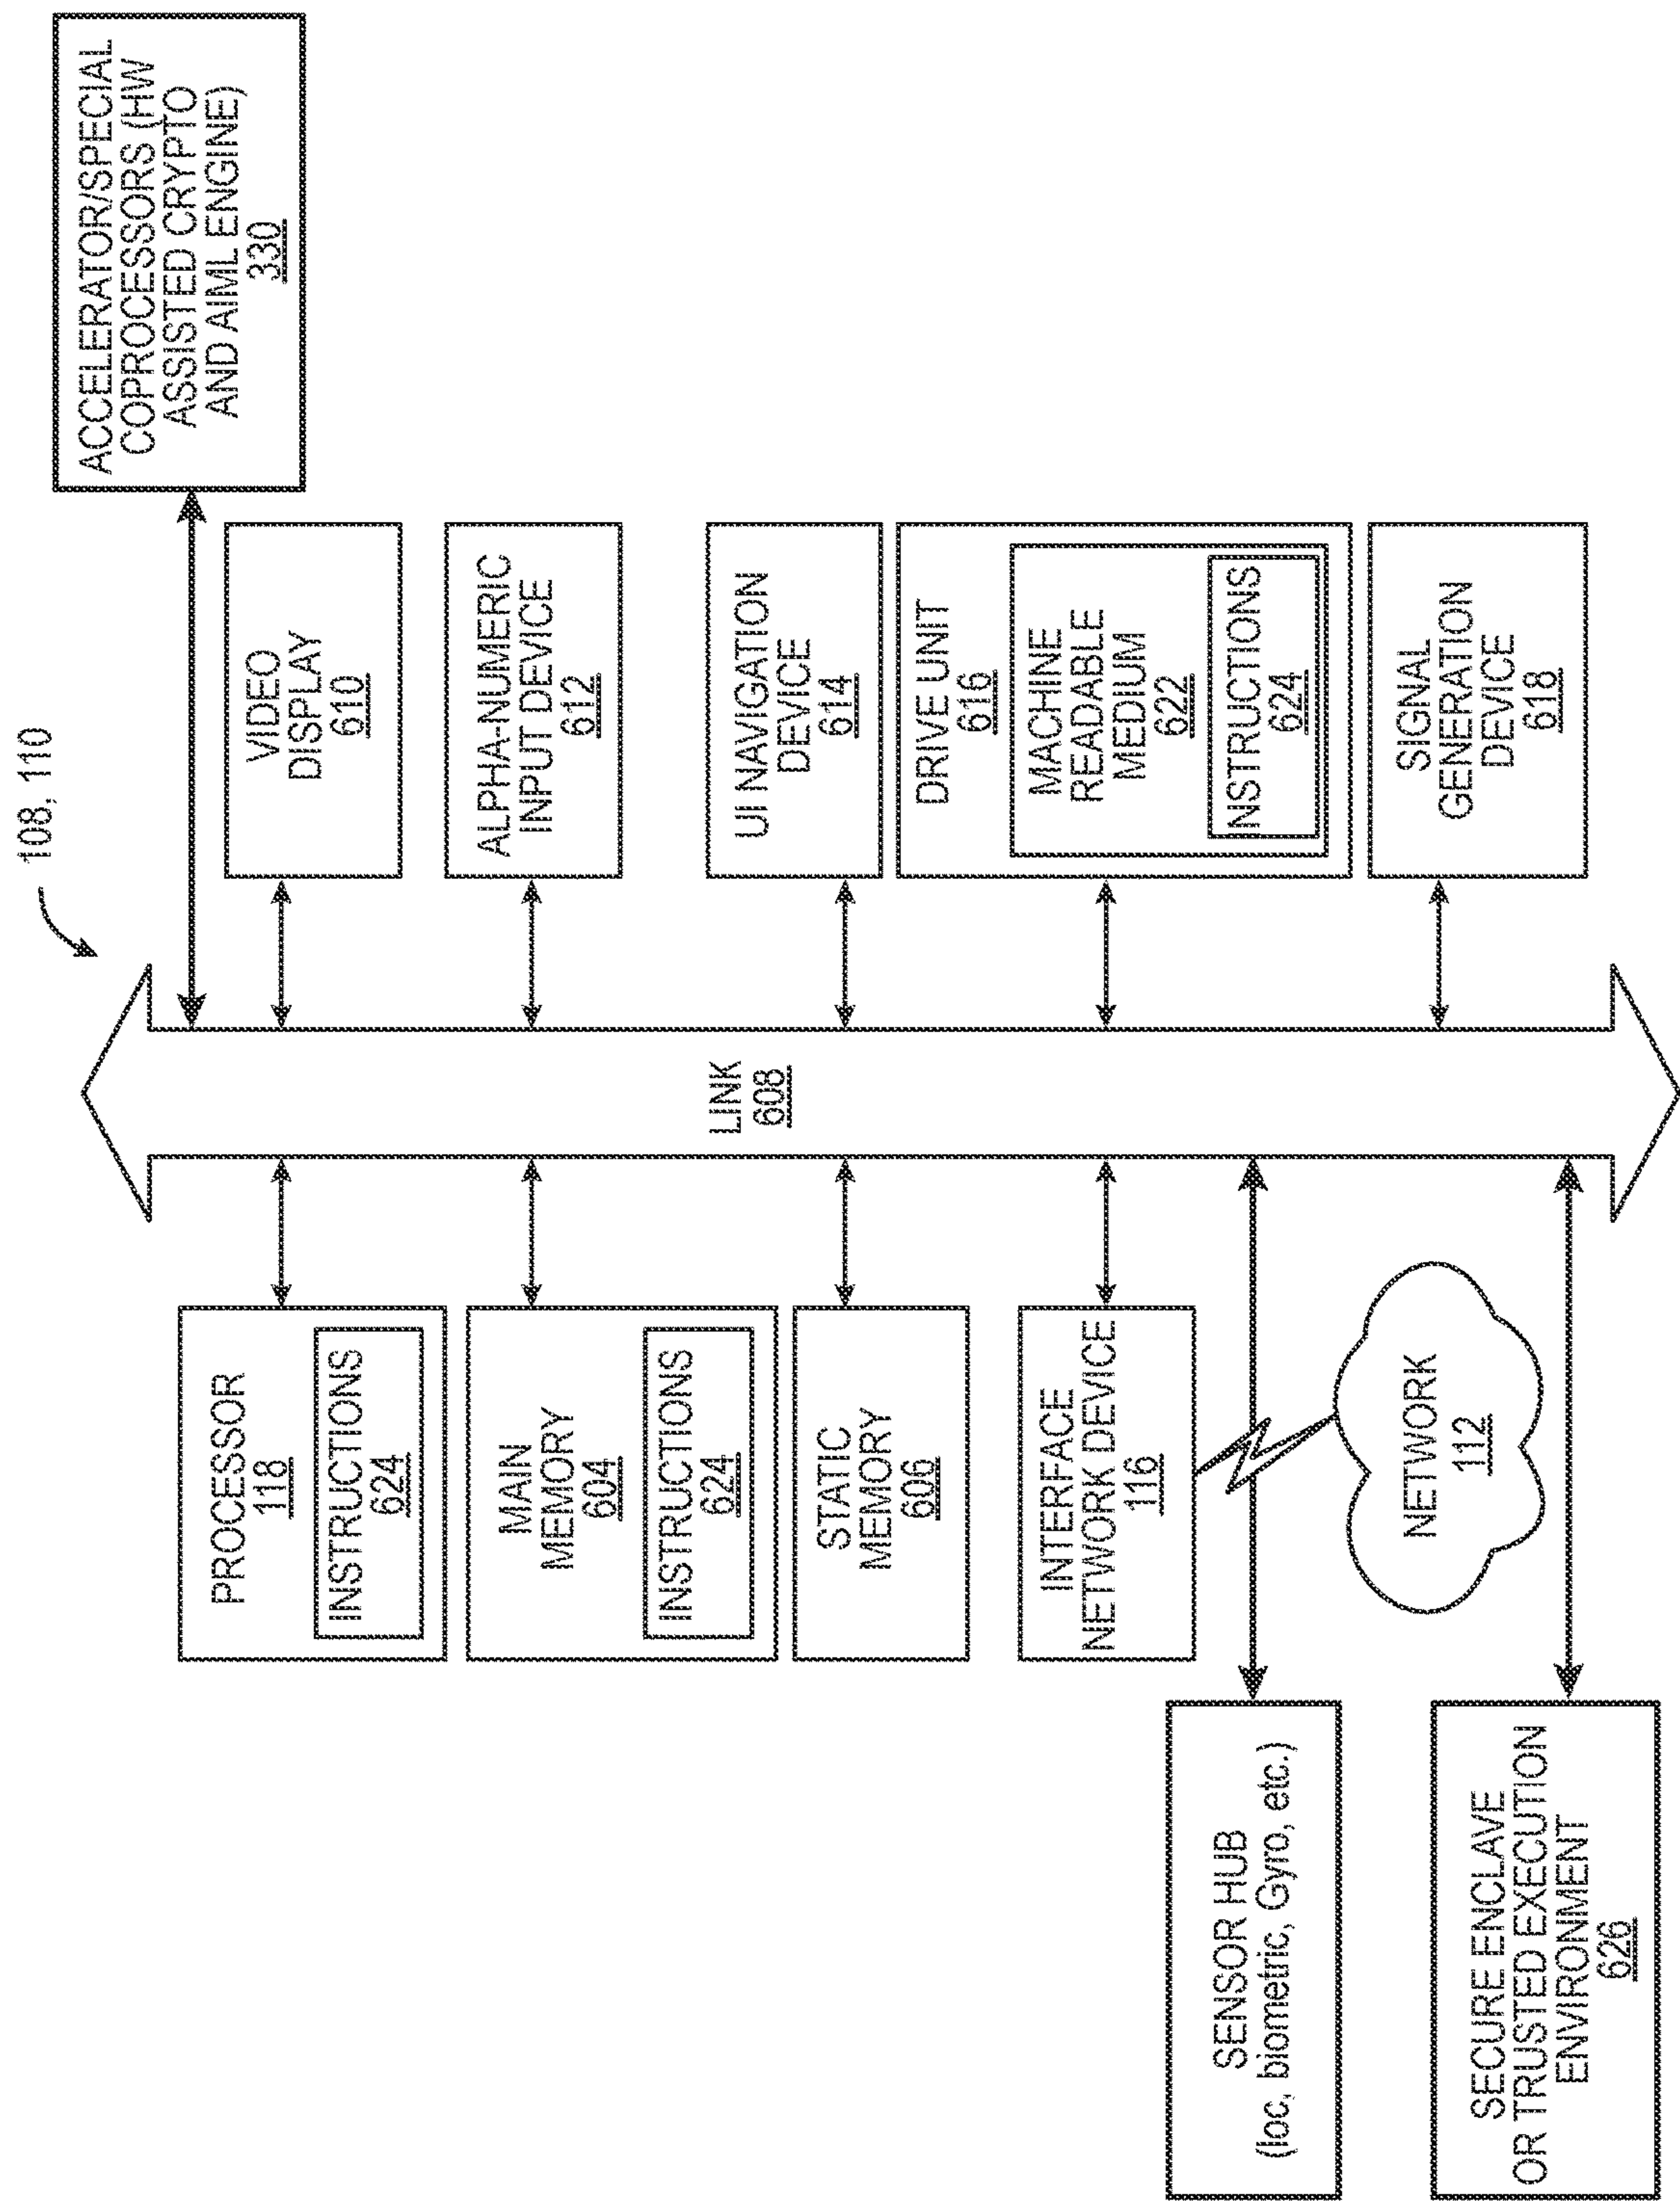 108, 110
ACCELERATOR/SPECIAL
COPROCESSORS (HW
ASSISTED CRYPTO
AND AIML ENGINE)
330
PROCESSOR
118
INSTRUCTIONS
624
MAIN
MEMORY
604
INSTRUCTIONS
624
STATIC
MEMORY
606
INTERFACE
NETWORK DEVICE
116
SENSOR HUB
(loc, biometric, Gyro, etc.)
NETWORK
112
SECURE ENCLAVE
OR TRUSTED EXECUTION
ENVIRONMENT
626
LINK
608
VIDEO
DISPLAY
610
ALPHA-NUMERIC
INPUT DEVICE
612
UI NAVIGATION
DEVICE
614
DRIVE UNIT
616
MACHINE
READABLE
MEDIUM
622
INSTRUCTIONS
624
SIGNAL
GENERATION
DEVICE
618